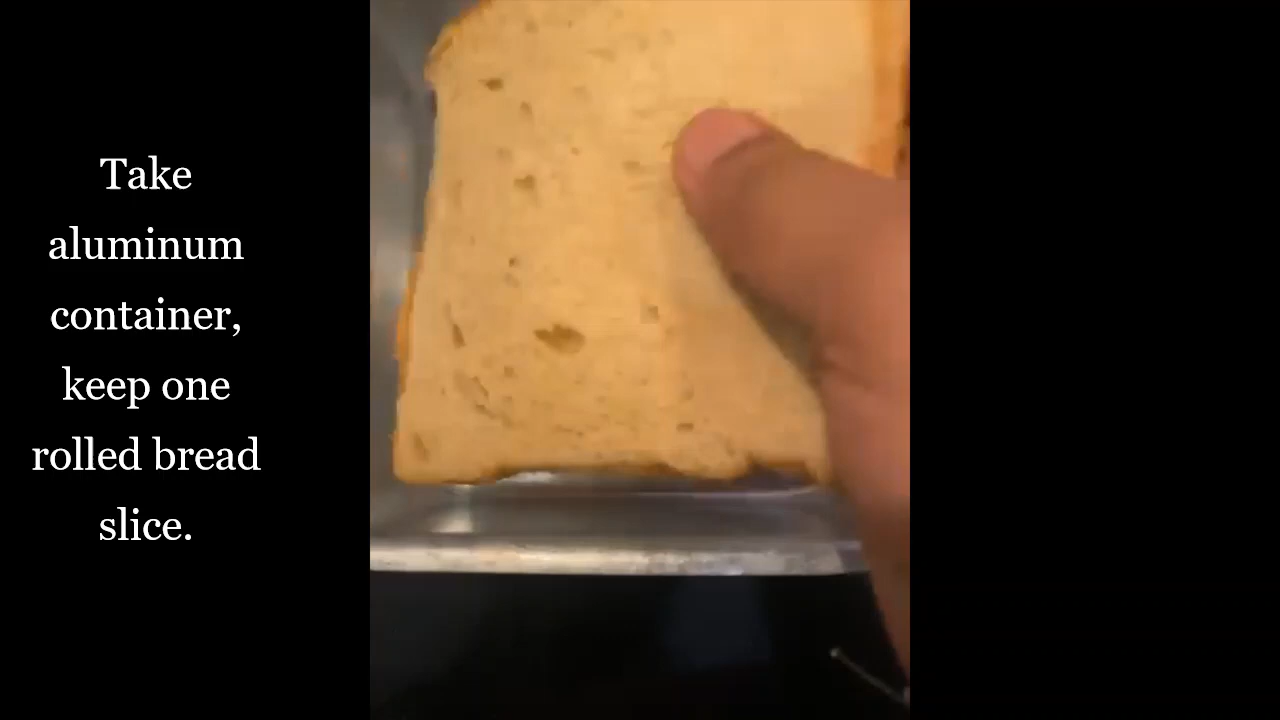 Take
aluminum
container,
keep one
rolled bread
slice.